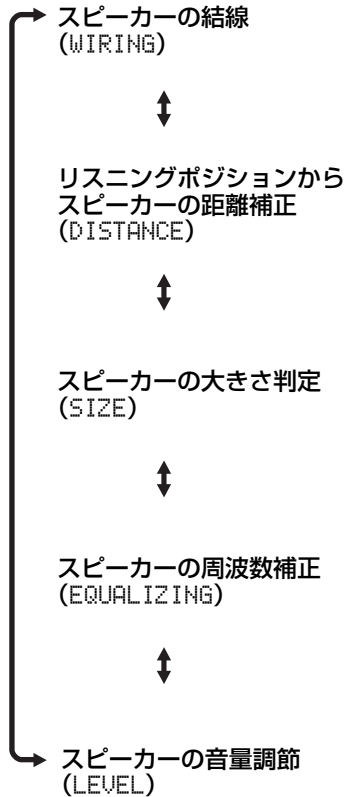 スピーカーの結線
(WIRING)
リスニングポジションから
スピーカーの距離補正
(DISTANCE)
スピーカーの大きさ判定
(SIZE)
スピーカーの周波数補正
(EQUALIZING)
スピーカーの音量調節
(LEVEL)